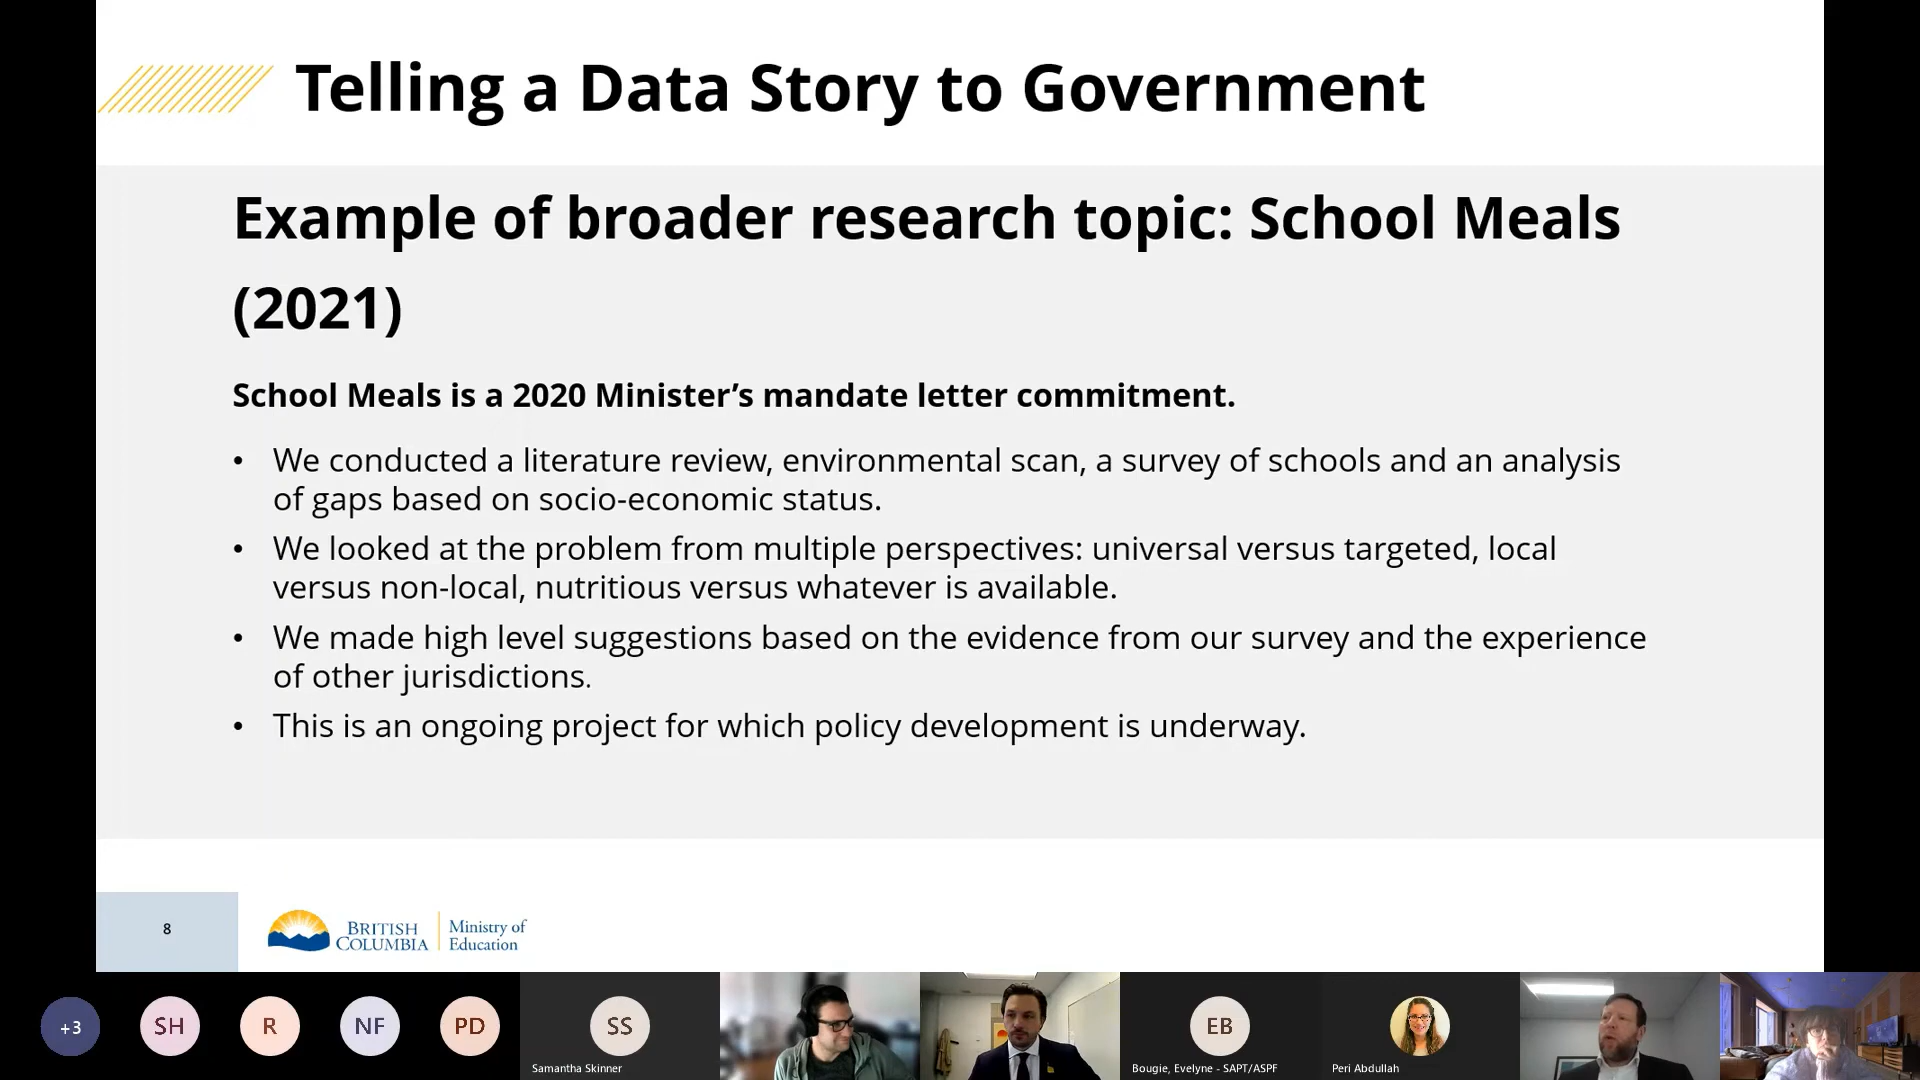 Telling a Data Story to Government
Example of broader research topic: School Meals
(2021)
School Meals is a 2020 Minister’s mandate letter commitment.
• We conducted a literature review, environmental scan, a survey of schools and an analysis
of gaps based on socio-economic status.
• We looked at the problem from multiple perspectives: universal versus targeted, local
versus non-local, nutritious versus whatever is available.
• We made high level suggestions based on the evidence from our survey and the experience
of other jurisdictions.
• This is an ongoing project for which policy development is underway.
8
BRITISH
COLUMBIA
Ministry of
Education
+3
SH
R
NF
PD
SS
Samantha Skinner
EB
Bougie, Evelyne - SAPT/ASPF
Peri Abdullah